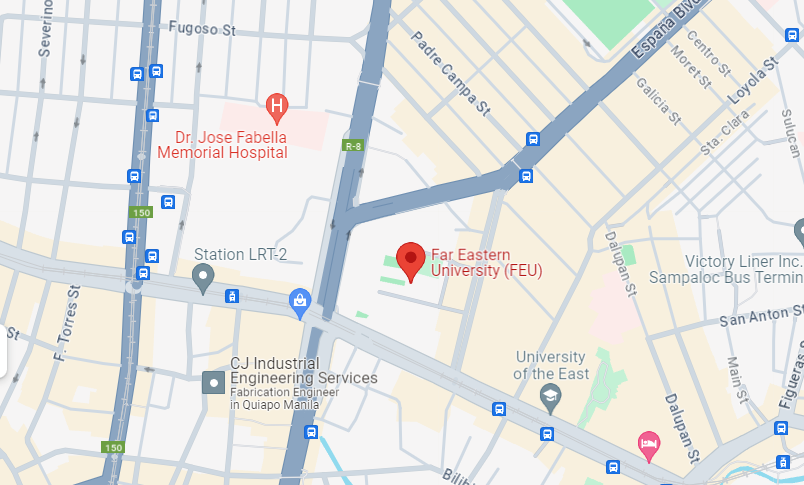 Severino
Fugoso St
España Blvd
Centro St
Moret St
Loyola St
Padre Campa St
Galicia St
Sta. Clara
Sulucan
H
Dr. Jose Fabella
Memorial Hospital
R-8
150
Station LRT-2
Far Eastern
University (FEU)
Dalupan St
Victory Liner Inc.
Sampaloc Bus Termin
San Anton St
F. Torres St
St
CJ Industrial
Engineering Services
Fabrication Engineer
in Quiapo Manila
University
of the East
Main St
Figueras
Dalupan St
150
Bilib